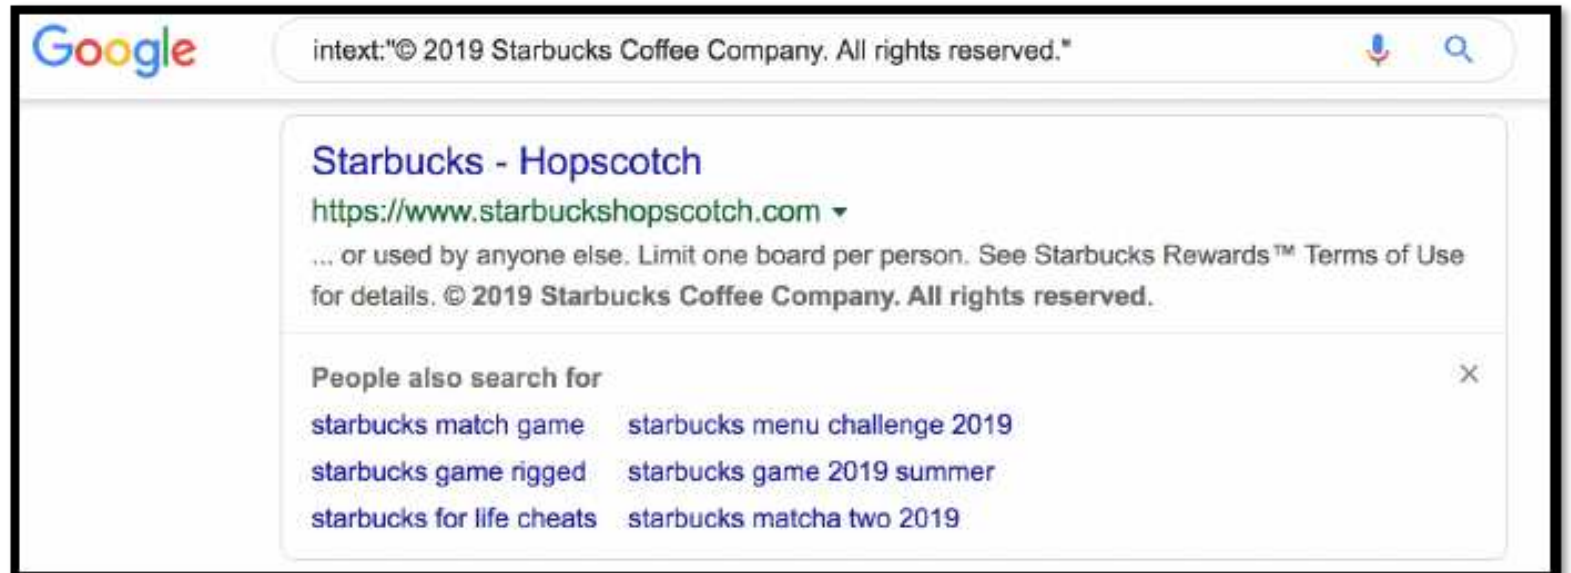 Google
intext:"© 2019 Starbucks Coffee Company. All rights reserved."
Starbucks - Hopscotch
https://www.starbuckshopscotch.com
... or used by anyone else. Limit one board per person. See Starbucks Rewards™ Terms of Use
for details. © 2019 Starbucks Coffee Company. All rights reserved.
People also search for
starbucks match game starbucks menu challenge 2019
starbucks game rigged starbucks game 2019 summer
starbucks for life cheats starbucks matcha two 2019